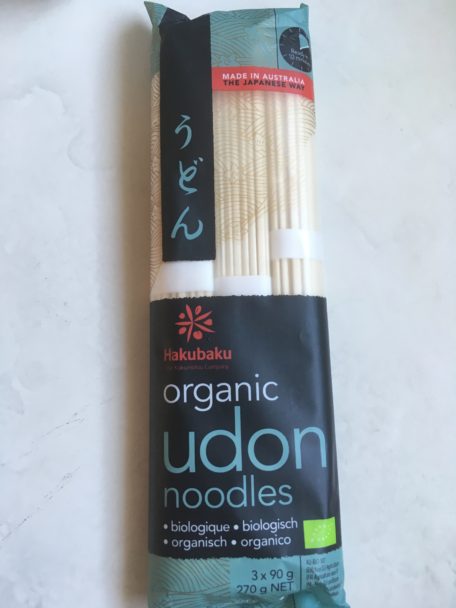 MADE IN AUSTRALIA
THE JAPANESE WAY
うどん
Hakubaku
organic
udon
noodles
• biologique • biologisch
• organisch • organico
3 x 90 g
270 g NET